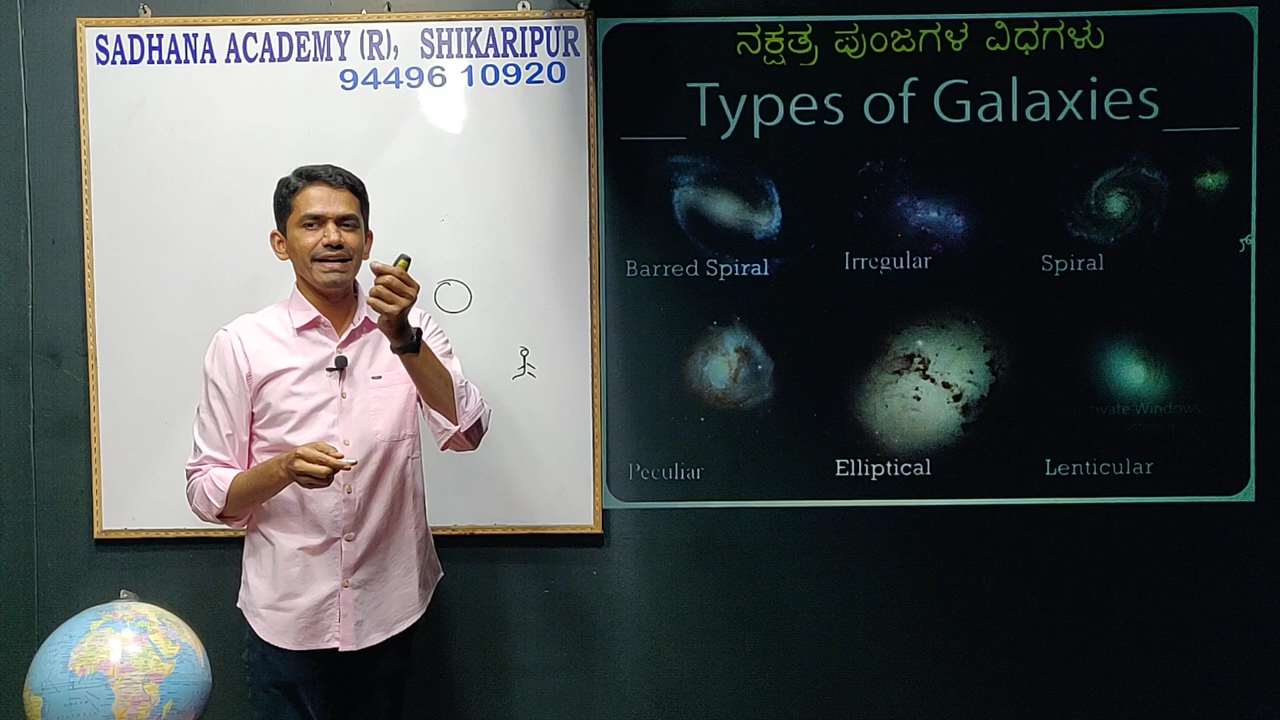 SADHANA ACADEMY (R), SHIKARIPUR
94496 10920
ನಕ್ಷತ್ರ ಪುಂಜಗಳ ವಿಧಗಳು
Types of Galaxies
Barred Spiral
Irregular
Spiral
Peculiar
Elliptical
Lenticular
Windows